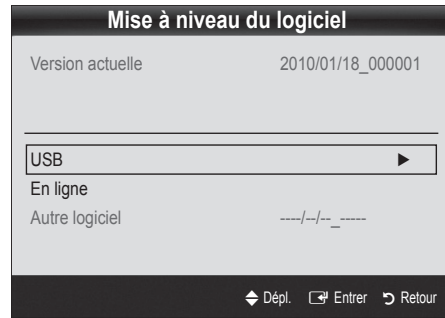 Mise à niveau du logiciel
Version actuelle 2010/01/18_000001
USB ►
En ligne
Autre logiciel ----/--/--_-----
Dépl. Entrer Retour